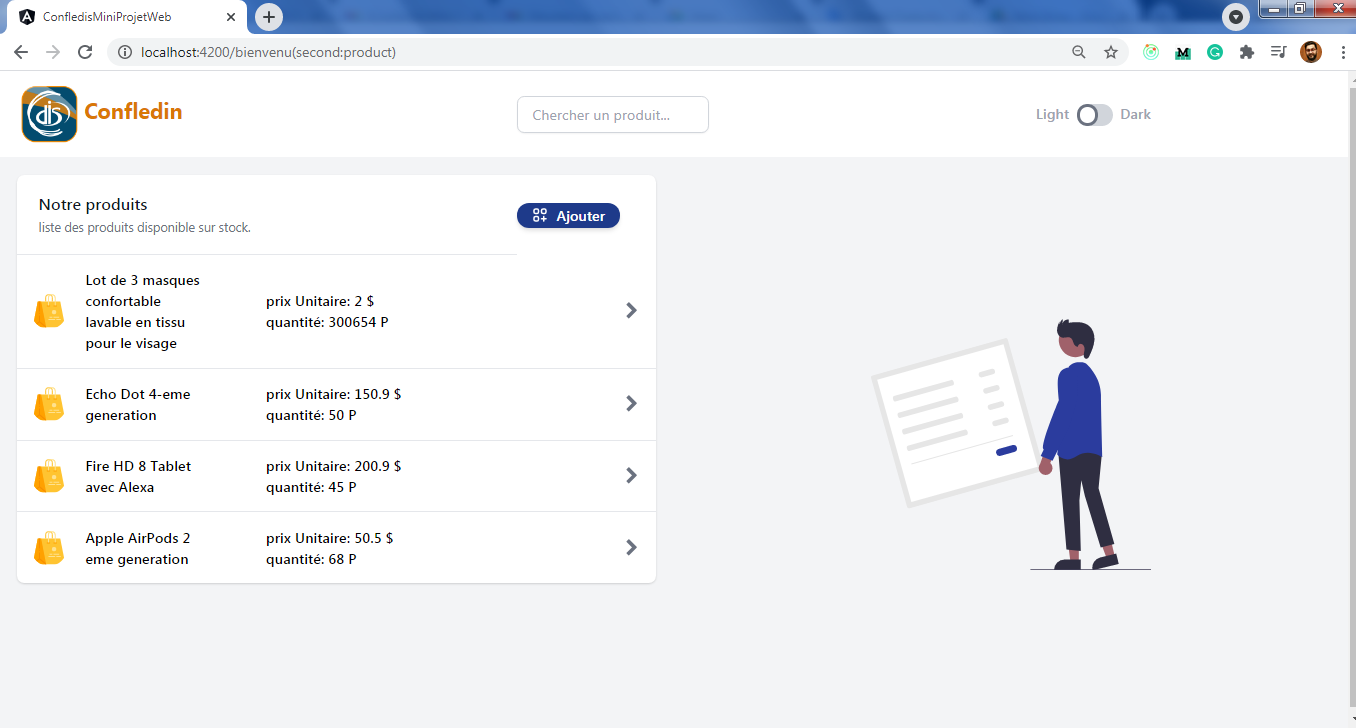 ConfledisMiniProjetWeb
localhost:4200/bienvenu(second:product)
dis
Confledin
Chercher un produit...
Light
Dark
Notre produits
liste des produits disponible sur stock.
Ajouter
Lot de 3 masques
confortable
lavable en tissu
pour le visage
prix Unitaire: 2 $
quantité: 300654 P
Echo Dot 4-eme
generation
prix Unitaire: 150.9 $
quantité: 50 P
Fire HD 8 Tablet
avec Alexa
prix Unitaire: 200.9 $
quantité: 45 P
Apple AirPods 2
eme generation
prix Unitaire: 50.5 $
quantité: 68 P